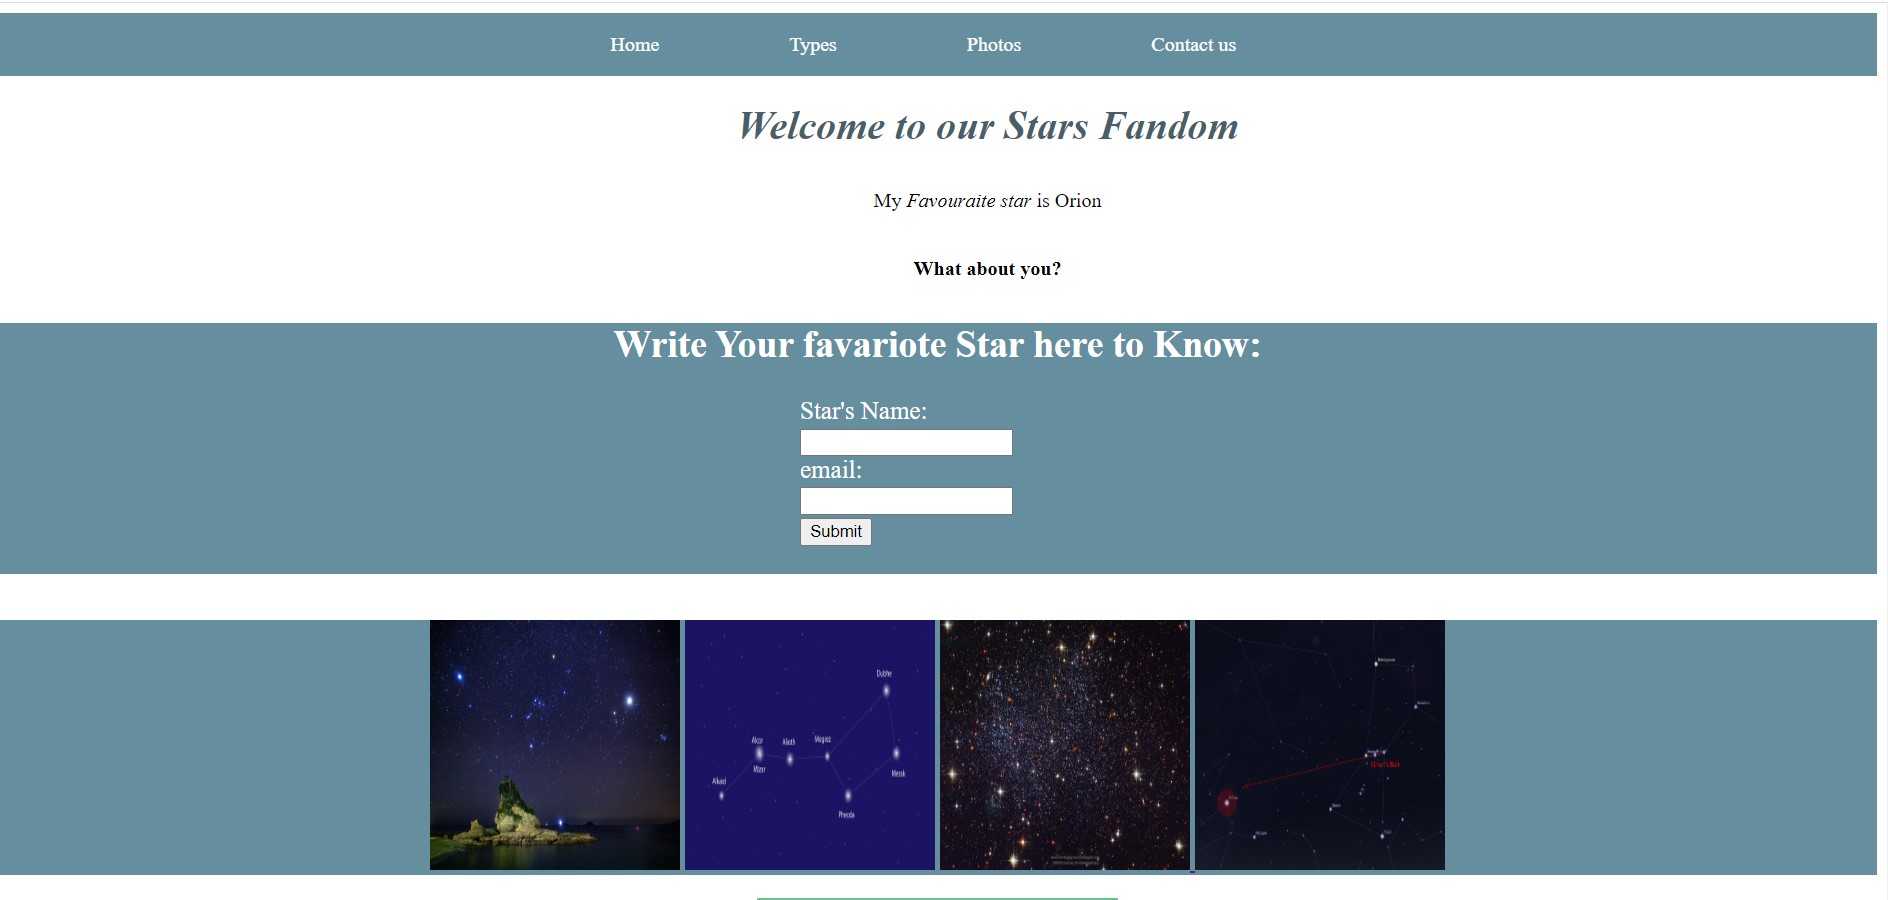 Home Types Photos Contact us
Welcome to our Stars Fandom
My Favouraite star is Orion
What about you?
Write Your favariote Star here to Know:
Star's Name:
email:
Submit
Dubhe
Alcor Alioth Megrez
Mizar
Merak
Alkaid
Phecda
Orion's Belt